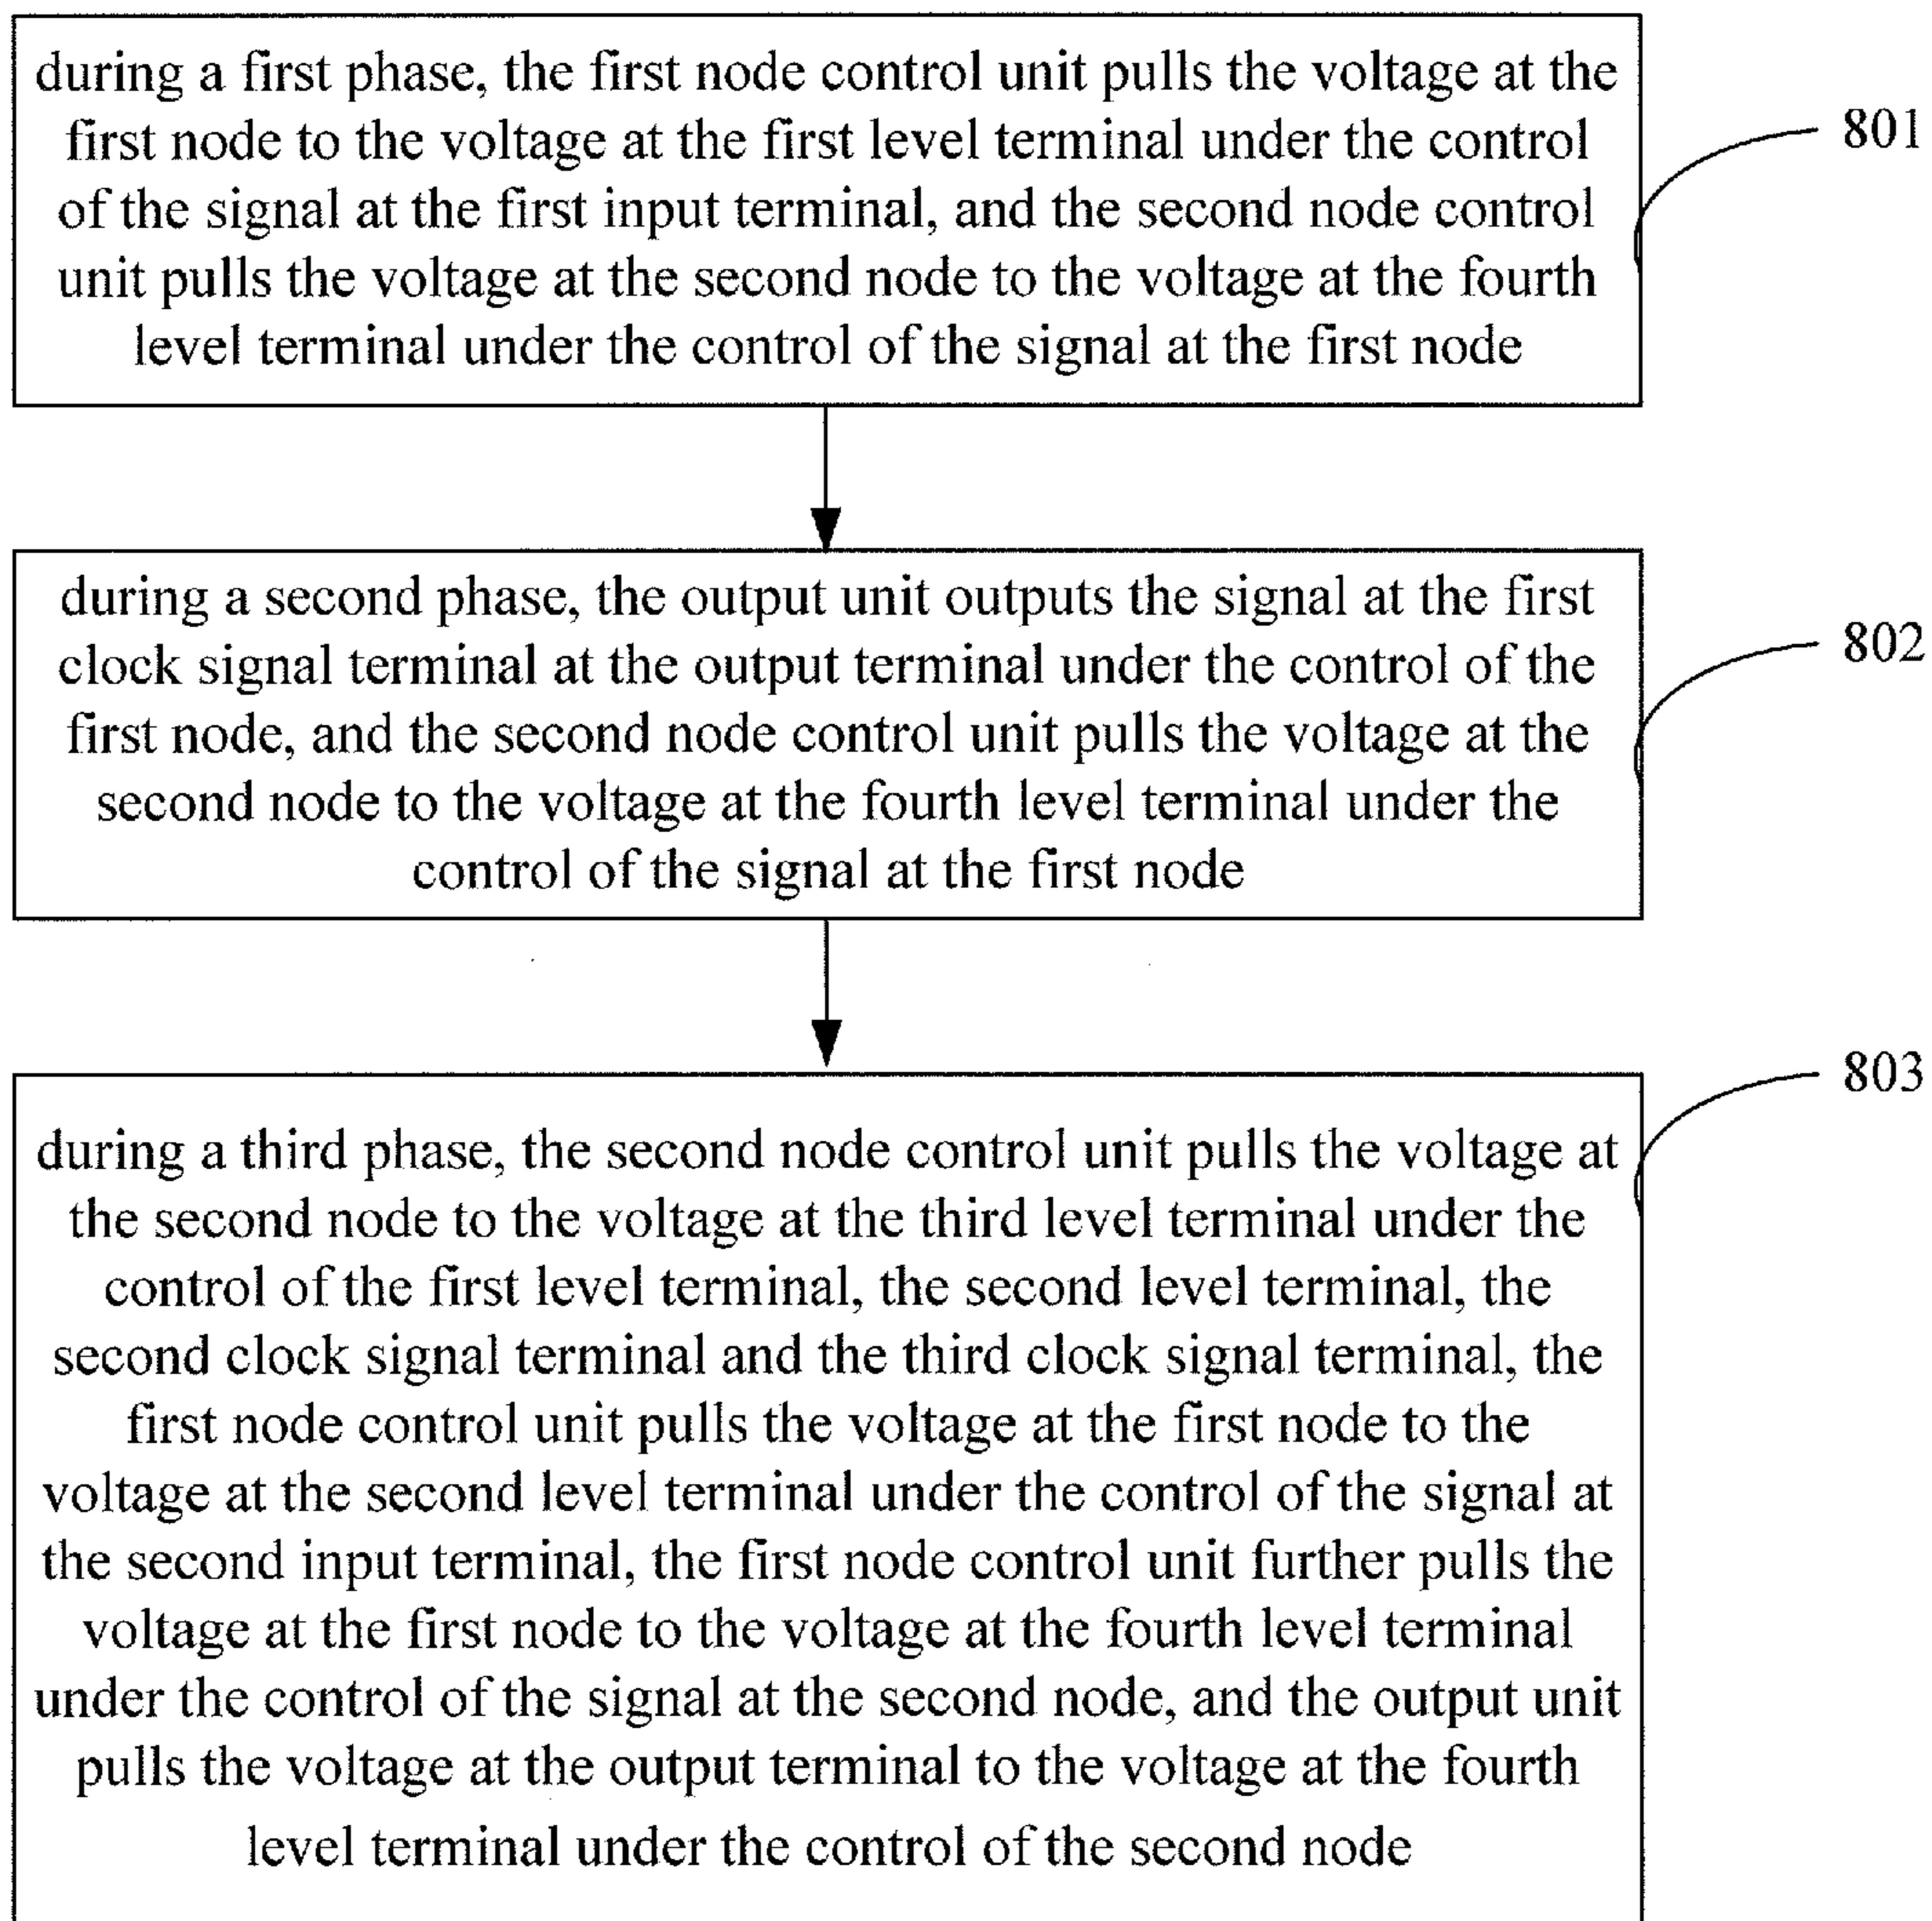 during a first phase, the first node control unit pulls the voltage at the
first node to the voltage at the first level terminal under the control
of the signal at the first input terminal, and the second node control
unit pulls the voltage at the second node to the voltage at the fourth
level terminal under the control of the signal at the first node
801
during a second phase, the output unit outputs the signal at the first
clock signal terminal at the output terminal under the control of the
first node, and the second node control unit pulls the voltage at the
second node to the voltage at the fourth level terminal under the
control of the signal at the first node
802
during a third phase, the second node control unit pulls the voltage at
the second node to the voltage at the third level terminal under the
control of the first level terminal, the second level terminal, the
second clock signal terminal and the third clock signal terminal, the
first node control unit pulls the voltage at the first node to the
voltage at the second level terminal under the control of the signal at
the second input terminal, the first node control unit further pulls the
voltage at the first node to the voltage at the fourth level terminal
under the control of the signal at the second node, and the output unit
pulls the voltage at the output terminal to the voltage at the fourth
level terminal under the control of the second node
803